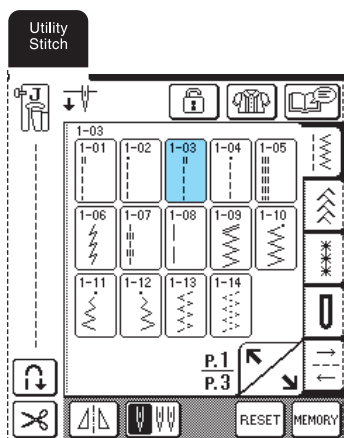 Utility
Stitch
J
1-03
1-01 1-02 1-03 1-04 1-05
1-06 1-07 1-08 1-09 1-10
1-11 1-12 1-13 1-14
P.1
P.3
RESET MEMORY